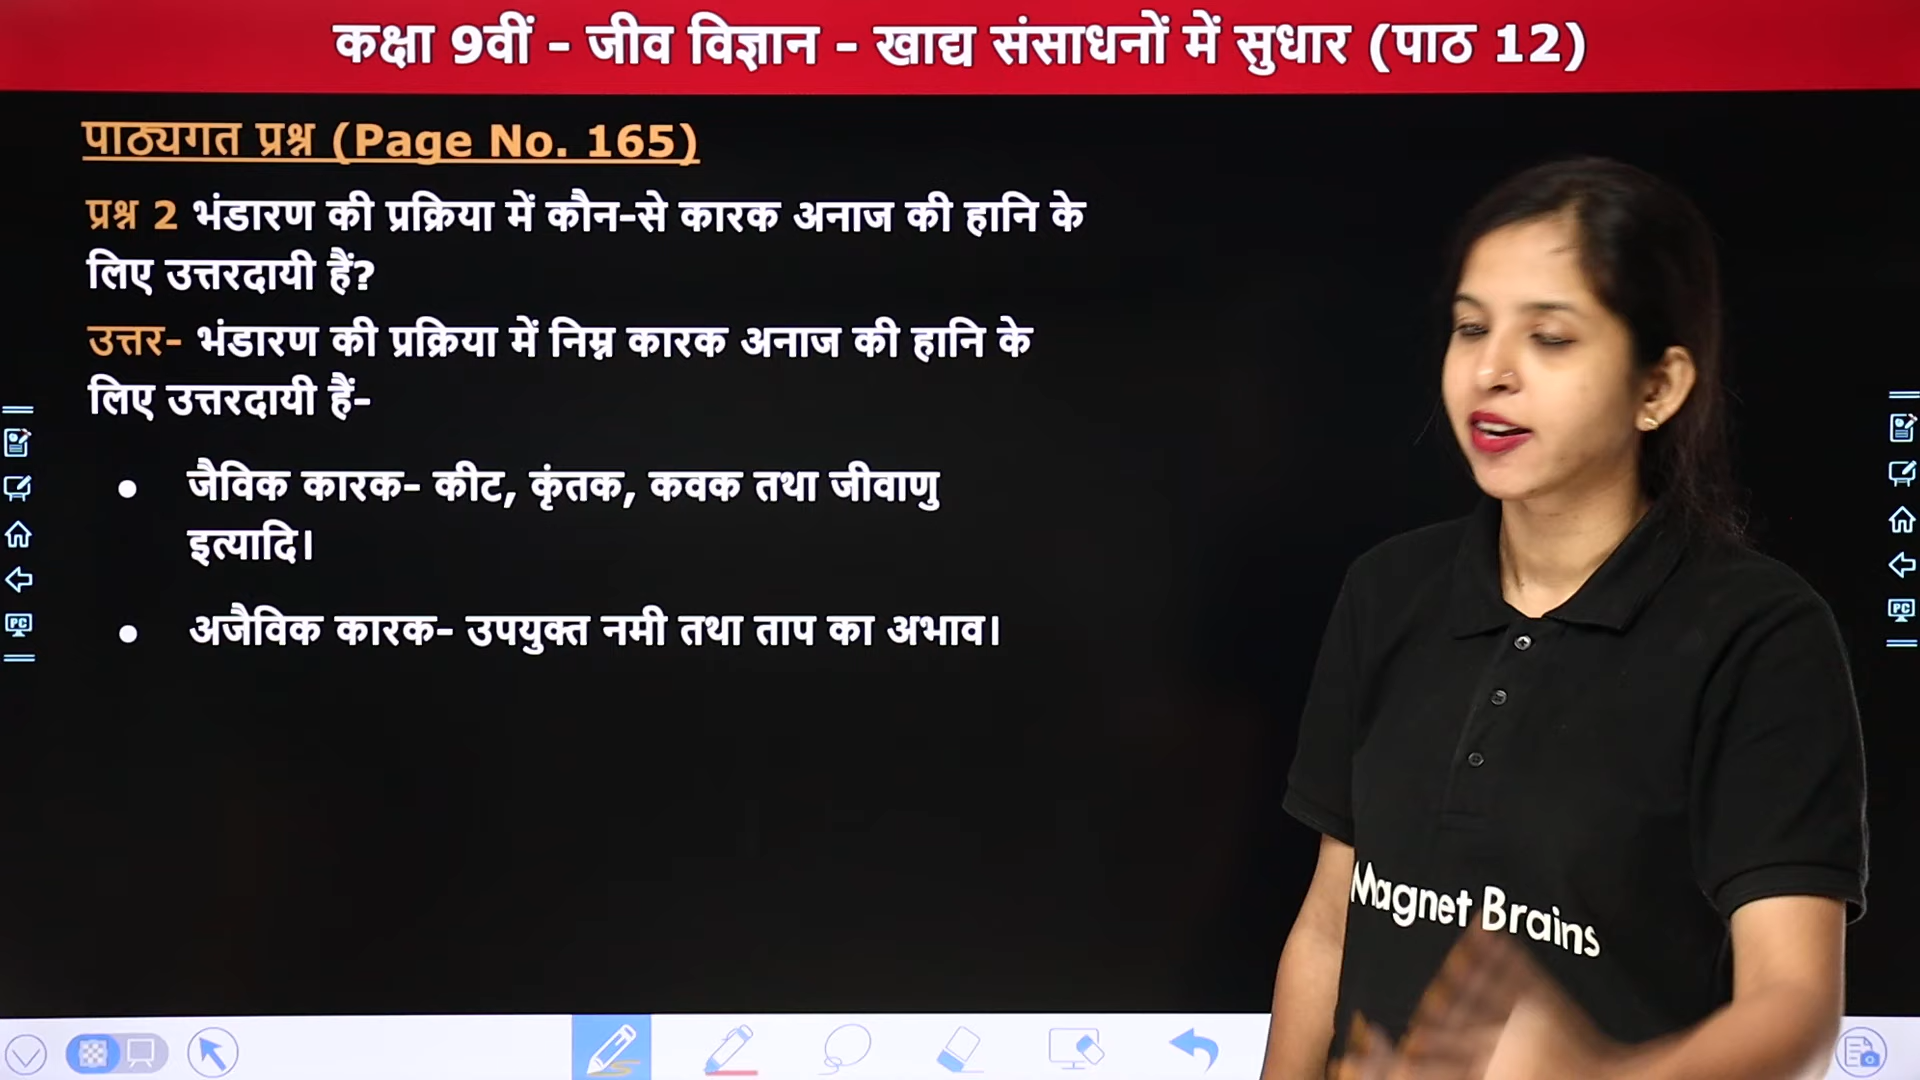 कक्षा 9वीं - जीव विज्ञान - खाद्य संसाधनों में सुधार (पाठ 12)
पाठ्यगत प्रश्न (Page No. 165)
प्रश्न 2 भंडारण की प्रक्रिया में कौन-से कारक अनाज की हानि के
लिए उत्तरदायी हैं?
उत्तर- भंडारण की प्रक्रिया में निम्न कारक अनाज की हानि के
लिए उत्तरदायी हैं-
• जैविक कारक- कीट, कृंतक, कवक तथा जीवाणु
इत्यादि।
• अजैविक कारक- उपयुक्त नमी तथा ताप का अभाव।
Magnet Brains
PC
PC